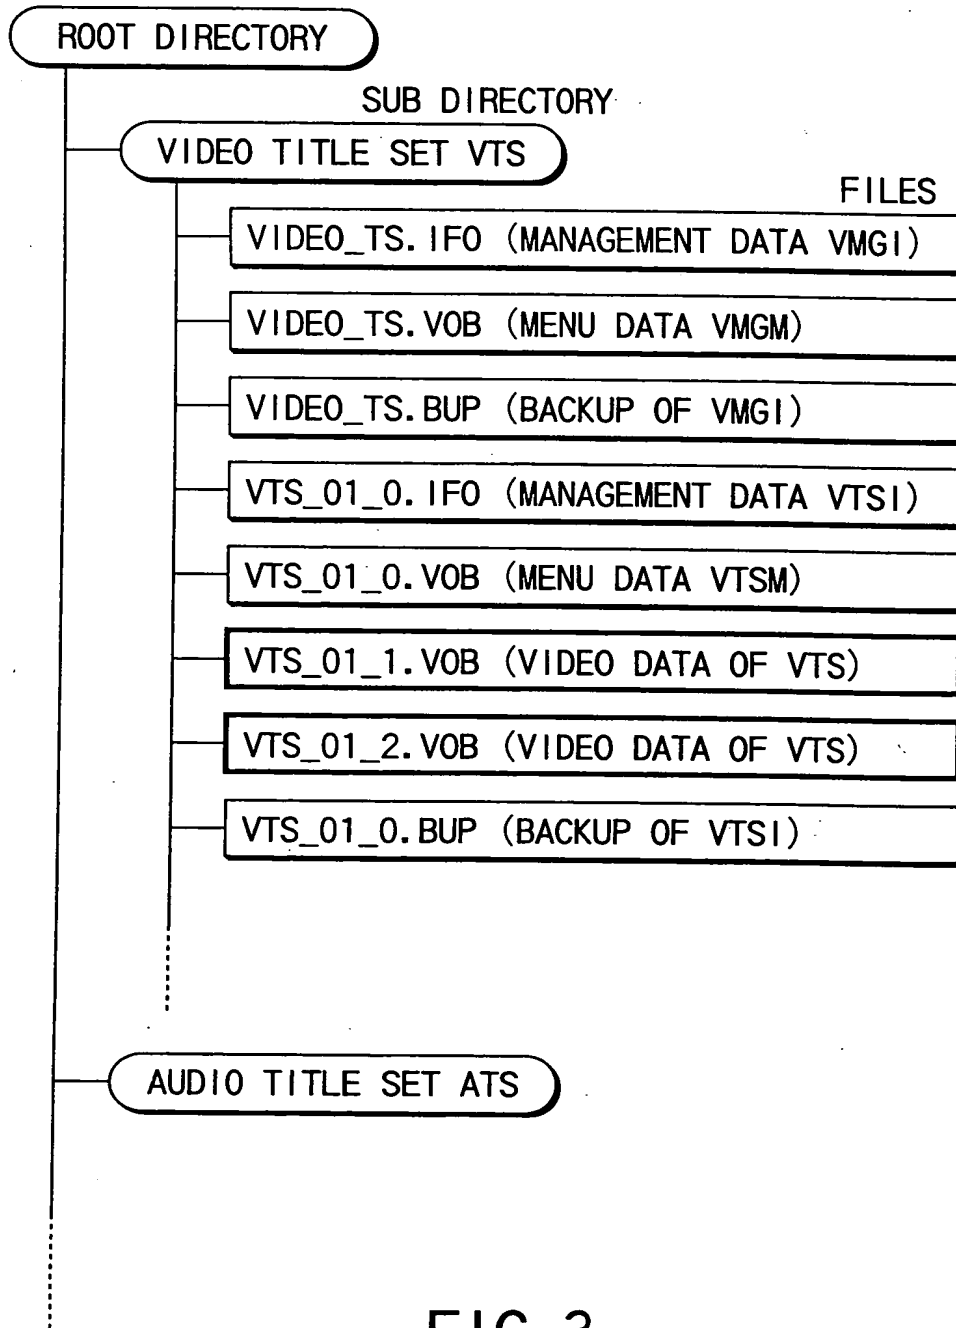 ROOT DIRECTORY
SUB DIRECTORY
VIDEO TITLE SET VTS
FILES
VIDEO_TS.IFO (MANAGEMENT DATA VMGI)
VIDEO_TS.VOB (MENU DATA VMGM)
VIDEO_TS.BUP (BACKUP OF VMGI)
VTS_01_0.IFO (MANAGEMENT DATA VTSI)
VTS_01_0.VOB (MENU DATA VTSM)
VTS_01_1.VOB (VIDEO DATA OF VTS)
VTS_01_2.VOB (VIDEO DATA OF VTS)
VTS_01_0.BUP (BACKUP OF VTSI)
AUDIO TITLE SET ATS